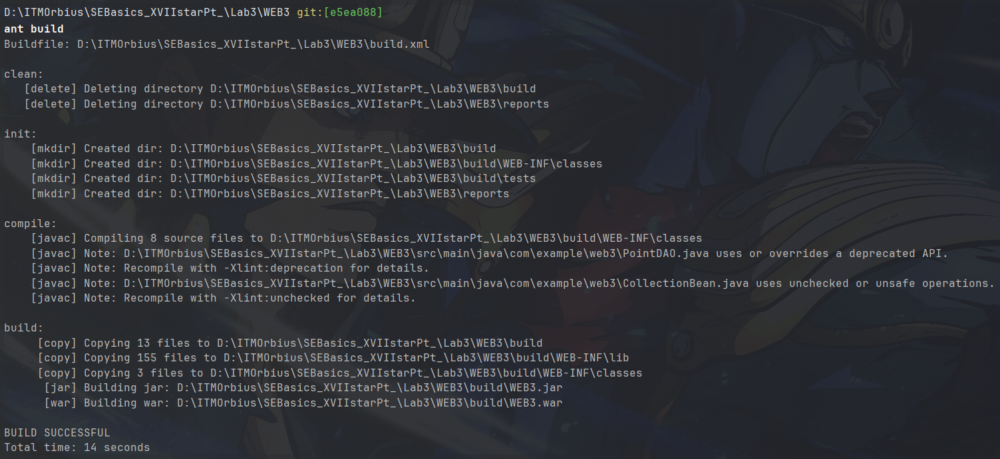 D:\ITMOrbius\SEBasics_XVIIstarPt_\Lab3\WEB3 git:[e5ea088]
ant build
Buildfile: D:\ITMOrbius\SEBasics_XVIIstarPt_\Lab3\WEB3\build.xml

clean:
   [delete] Deleting directory D:\ITMOrbius\SEBasics_XVIIstarPt_\Lab3\WEB3\build
   [delete] Deleting directory D:\ITMOrbius\SEBasics_XVIIstarPt_\Lab3\WEB3\reports

init:
    [mkdir] Created dir: D:\ITMOrbius\SEBasics_XVIIstarPt_\Lab3\WEB3\build
    [mkdir] Created dir: D:\ITMOrbius\SEBasics_XVIIstarPt_\Lab3\WEB3\build\WEB-INF\classes
    [mkdir] Created dir: D:\ITMOrbius\SEBasics_XVIIstarPt_\Lab3\WEB3\build\tests
    [mkdir] Created dir: D:\ITMOrbius\SEBasics_XVIIstarPt_\Lab3\WEB3\reports

compile:
    [javac] Compiling 8 source files to D:\ITMOrbius\SEBasics_XVIIstarPt_\Lab3\WEB3\build\WEB-INF\classes
    [javac] Note: D:\ITMOrbius\SEBasics_XVIIstarPt_\Lab3\WEB3\src\main\java\com\example\web3\PointDAO.java uses or overrides a deprecated API.
    [javac] Note: Recompile with -Xlint:deprecation for details.
    [javac] Note: D:\ITMOrbius\SEBasics_XVIIstarPt_\Lab3\WEB3\src\main\java\com\example\web3\CollectionBean.java uses unchecked or unsafe operations.
    [javac] Note: Recompile with -Xlint:unchecked for details.

build:
     [copy] Copying 13 files to D:\ITMOrbius\SEBasics_XVIIstarPt_\Lab3\WEB3\build
     [copy] Copying 155 files to D:\ITMOrbius\SEBasics_XVIIstarPt_\Lab3\WEB3\build\WEB-INF\lib
     [copy] Copying 3 files to D:\ITMOrbius\SEBasics_XVIIstarPt_\Lab3\WEB3\build\WEB-INF\classes
      [jar] Building jar: D:\ITMOrbius\SEBasics_XVIIstarPt_\Lab3\WEB3\build\WEB3.jar
      [war] Building war: D:\ITMOrbius\SEBasics_XVIIstarPt_\Lab3\WEB3\build\WEB3.war

BUILD SUCCESSFUL
Total time: 14 seconds